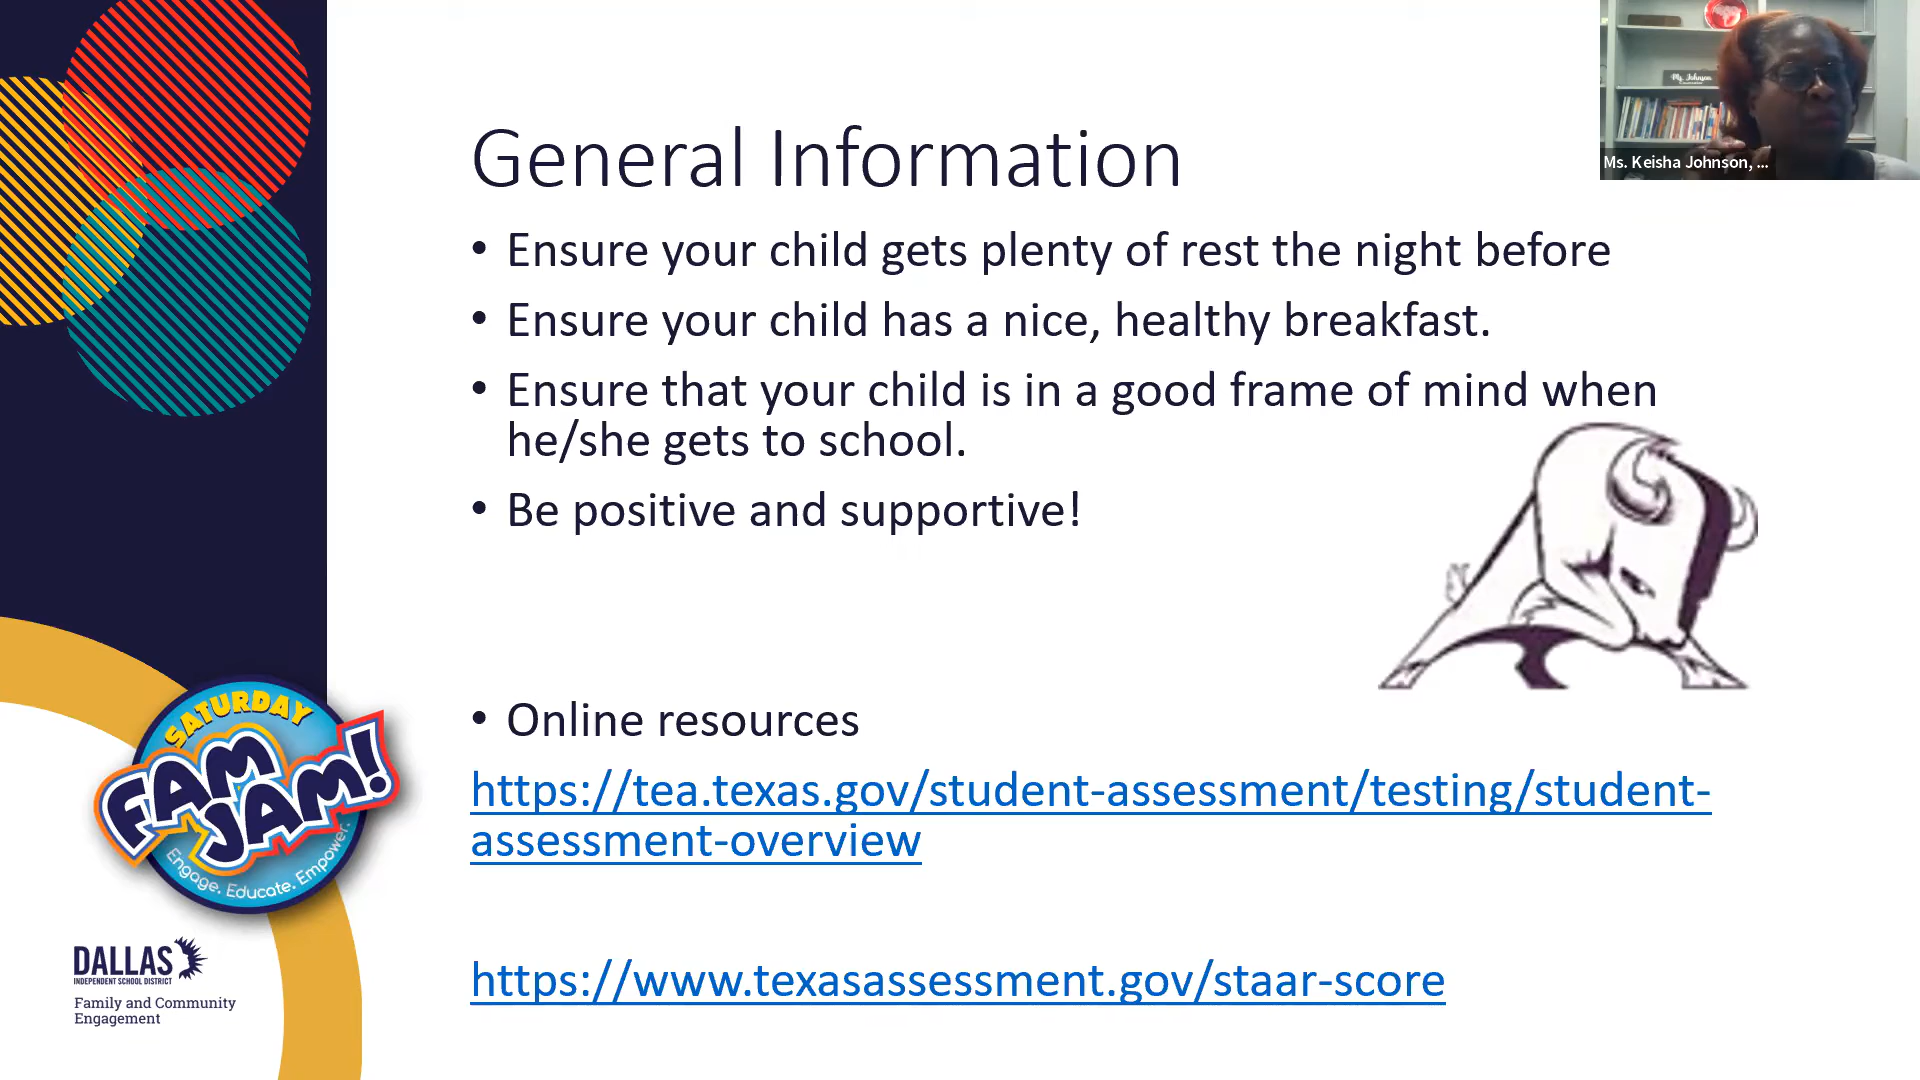 Ms. Johnson
Ms. Keisha Johnson, ...
General Information
• Ensure your child gets plenty of rest the night before
• Ensure your child has a nice, healthy breakfast.
• Ensure that your child is in a good frame of mind when
he/she gets to school.
• Be positive and supportive!
• Online resources
https://tea.texas.gov/student-assessment/testing/student-
assessment-overview
https://www.texasassessment.gov/staar-score
SATURDAY
FAM
JAM!
Engage. Educate. Empower.
DALLAS
INDEPENDENT SCHOOL DISTRICT
Family and Community
Engagement